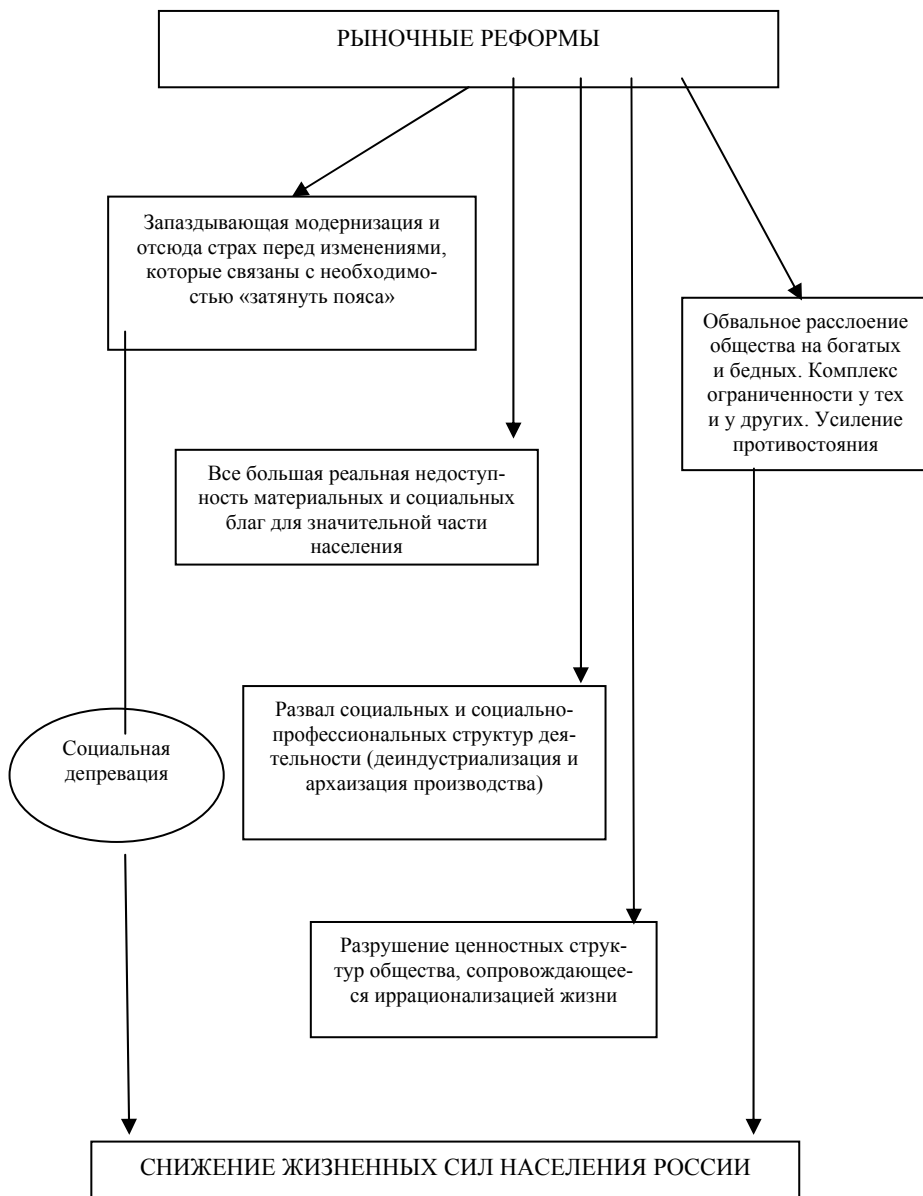 РЫНОЧНЫЕ РЕФОРМЫ
Запаздывающая модернизация и
отсюда страх перед изменениями,
которые связаны с необходимо-
стью «затянуть пояса»
Обвальное расслоение
общества на богатых
и бедных. Комплекс
ограниченности у тех
и у других. Усиление
противостояния
Все большая реальная недоступ-
ность материальных и социальных
благ для значительной части
населения
Развал социальных и социально-
профессиональных структур дея-
тельности (деиндустриализация и
архаизация производства)
Социальная
депревация
Разрушение ценностных струк-
тур общества, сопровождающее-
ся иррационализацией жизни
СНИЖЕНИЕ ЖИЗНЕННЫХ СИЛ НАСЕЛЕНИЯ РОССИИ